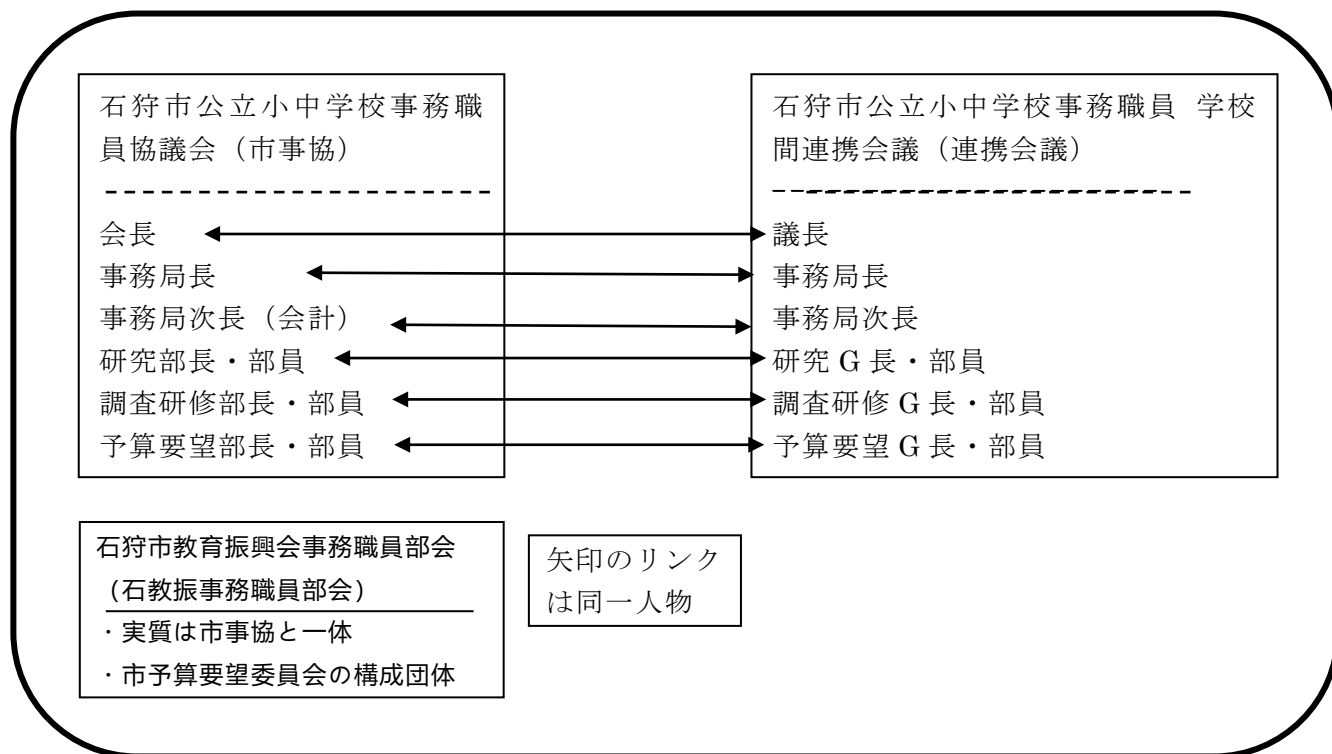 石狩市公立小中学校事務職
員協議会（市事協）
会長
事務局長
事務局次長（会計）
研究部長・部員
調査研修部長・部員
予算要望部長・部員
石狩市公立小中学校事務職員 学校
間連携会議（連携会議）
議長
事務局長
事務局次長
研究 G 長・部員
調査研修 G 長・部員
予算要望 G 長・部員
石狩市教育振興会事務職員部会
（石教振事務職員部会）
・実質は市事協と一体
・市予算要望委員会の構成団体
矢印のリンク
は同一人物